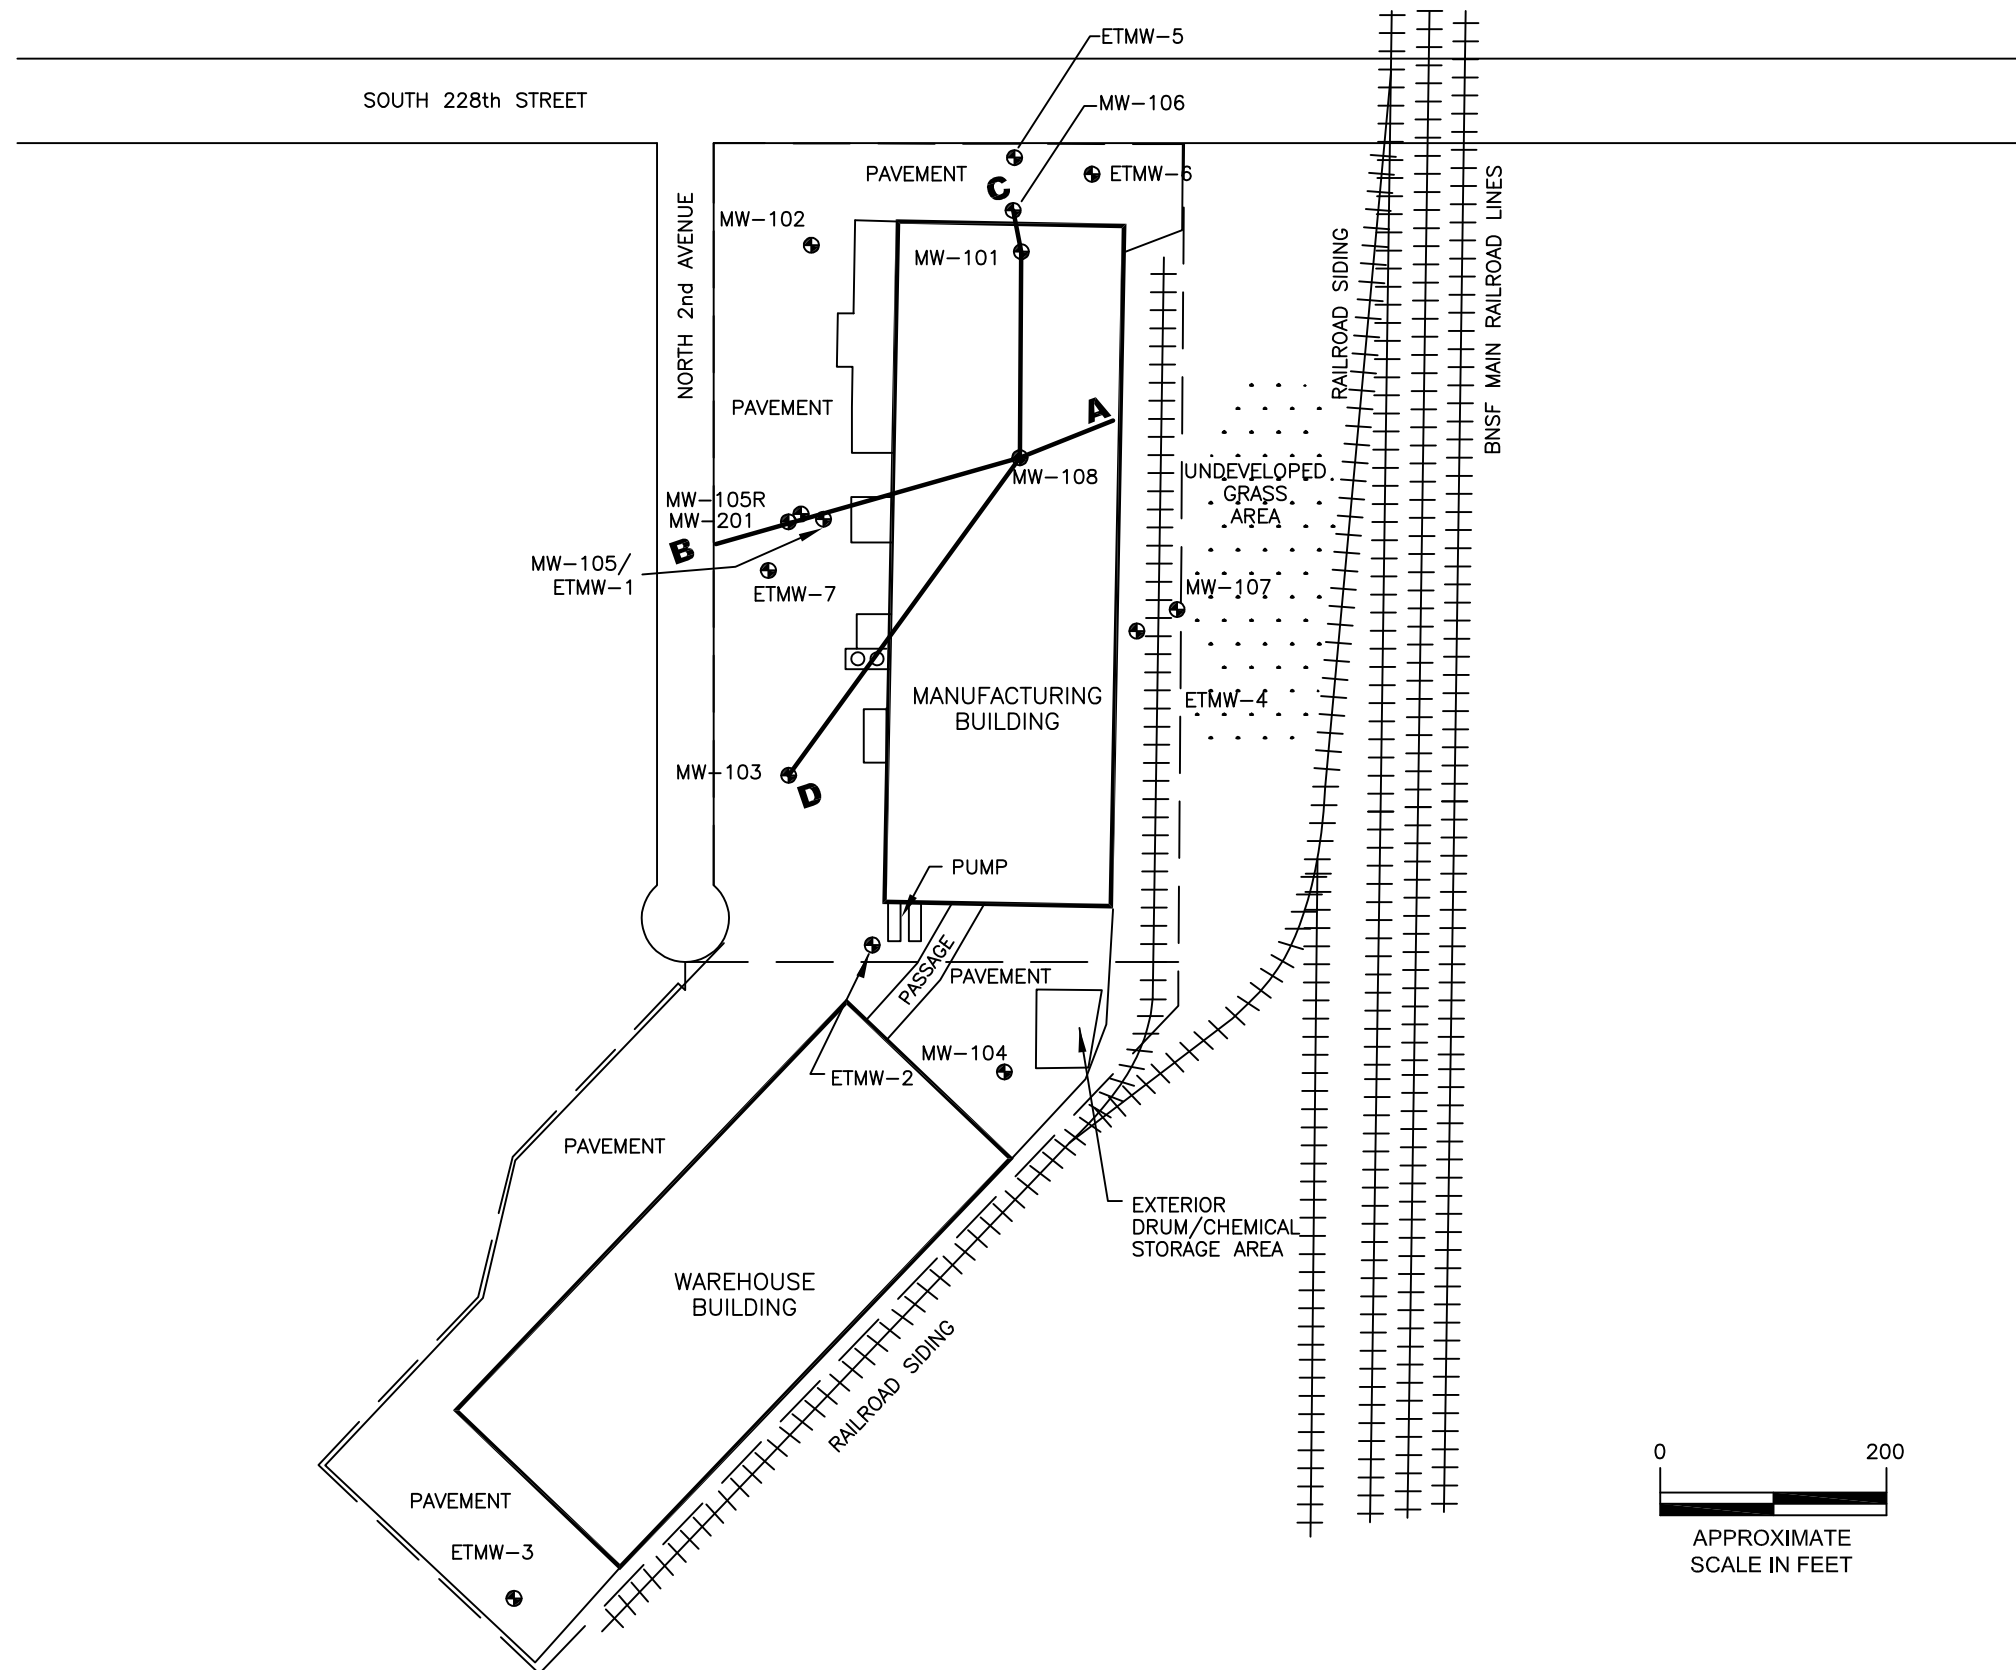 ETMW-5
SOUTH 228th STREET
MW-106
PAVEMENT
ETMW-6
C
MW-102
NORTH 2nd AVENUE
MW-101
RAILROAD SIDING
BNSF MAIN RAILROAD LINES
PAVEMENT
A
MW-108
UNDEVELOPED
GRASS
AREA
MW-105R
MW-201
B
MW-105/
ETMW-1
ETMW-7
MW-107
MANUFACTURING
BUILDING
ETMW-4
MW-103
D
PUMP
PASSAGE
PAVEMENT
MW-104
ETMW-2
PAVEMENT
EXTERIOR
DRUM/CHEMICAL
STORAGE AREA
WAREHOUSE
BUILDING
RAILROAD SIDING
PAVEMENT
ETMW-3
0 200
APPROXIMATE
SCALE IN FEET